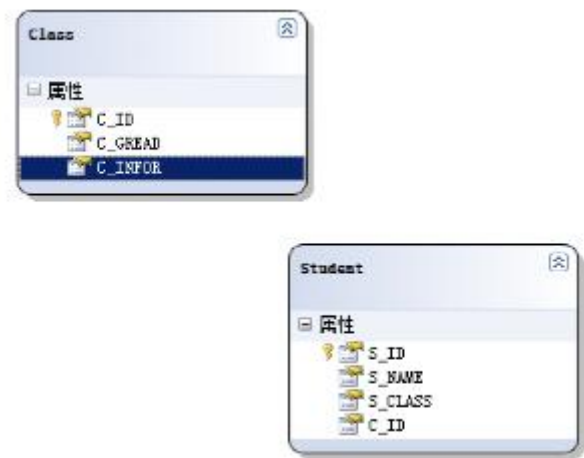 Class
属性
C_ID
C_GREAD
C_INFOR
Student
属性
S_ID
S_NAME
S_CLASS
C_ID